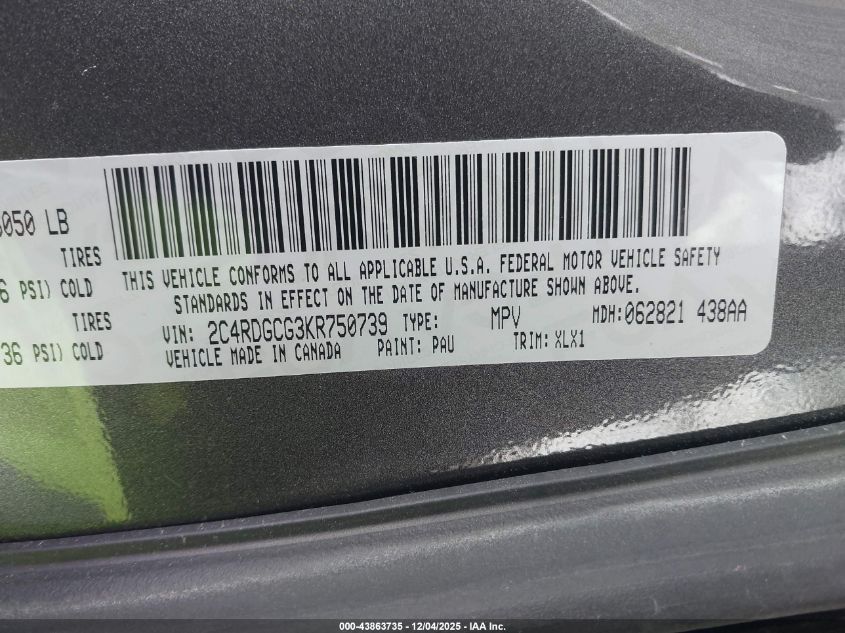 050 LB
TIRES
6 PSI) COLD
TIRES
36 PSI) COLD
THIS VEHICLE CONFORMS TO ALL APPLICABLE U.S.A. FEDERAL MOTOR VEHICLE SAFETY
STANDARDS IN EFFECT ON THE DATE OF MANUFACTURE SHOWN ABOVE.
VIN: 2C4RDGCG3KR750739 TYPE: MPV MDH:062821 438AA
VEHICLE MADE IN CANADA PAINT: PAU TRIM: XLX1
000-43863735 - 12/04/2025 - IAA Inc.